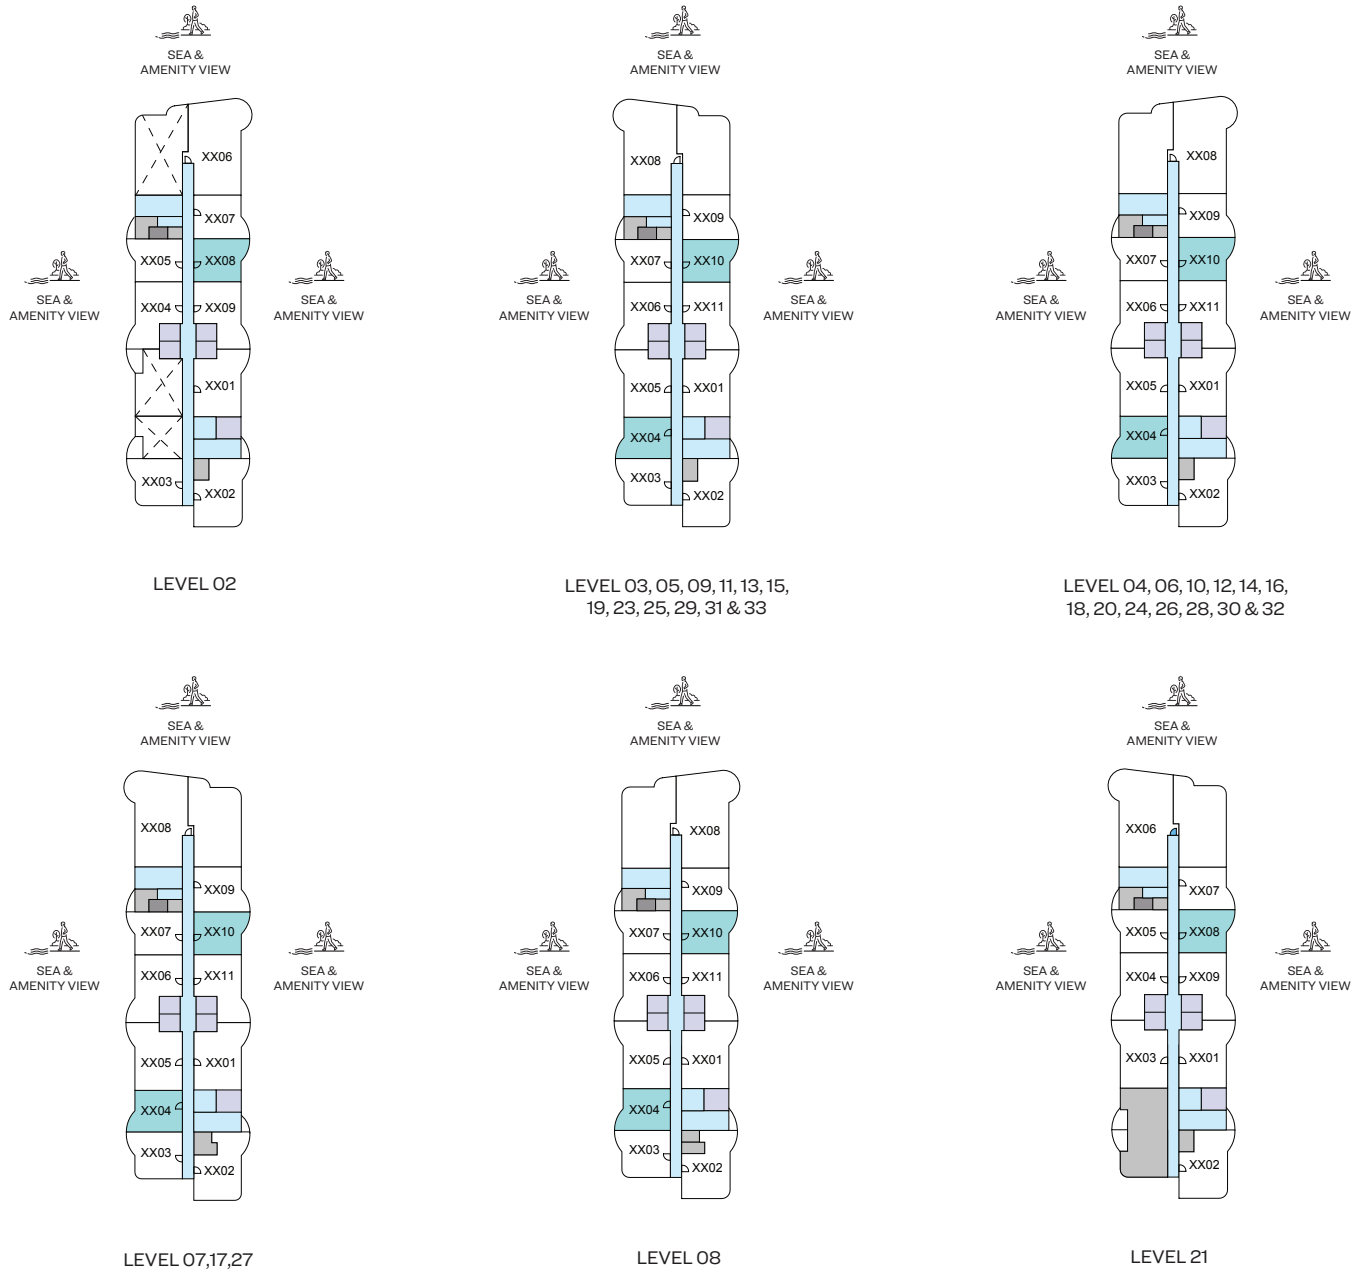 SEA &
AMENITY VIEW
XX06
XX07
XX05
XX08
XX04
XX09
SEA &
AMENITY VIEW
SEA &
AMENITY VIEW
XX01
XX03
XX02
LEVEL 02
SEA &
AMENITY VIEW
XX08
XX09
XX07
XX10
XX06
XX11
SEA &
AMENITY VIEW
SEA &
AMENITY VIEW
XX05
XX01
XX04
XX03
XX02
LEVEL 03, 05, 09, 11, 13, 15,
19, 23, 25, 29, 31 & 33
SEA &
AMENITY VIEW
XX08
XX09
XX07
XX10
XX06
XX11
SEA &
AMENITY VIEW
SEA &
AMENITY VIEW
XX05
XX01
XX04
XX03
XX02
LEVEL 04, 06, 10, 12, 14, 16,
18, 20, 24, 26, 28, 30 & 32
SEA &
AMENITY VIEW
XX08
XX09
XX07
XX10
XX06
XX11
SEA &
AMENITY VIEW
SEA &
AMENITY VIEW
XX05
XX01
XX04
XX03
XX02
LEVEL 07,17,27
SEA &
AMENITY VIEW
XX08
XX09
XX07
XX10
XX06
XX11
SEA &
AMENITY VIEW
SEA &
AMENITY VIEW
XX05
XX01
XX04
XX03
XX02
LEVEL 08
SEA &
AMENITY VIEW
XX06
XX07
XX05
XX08
XX04
XX09
SEA &
AMENITY VIEW
SEA &
AMENITY VIEW
XX03
XX01
XX02
LEVEL 21